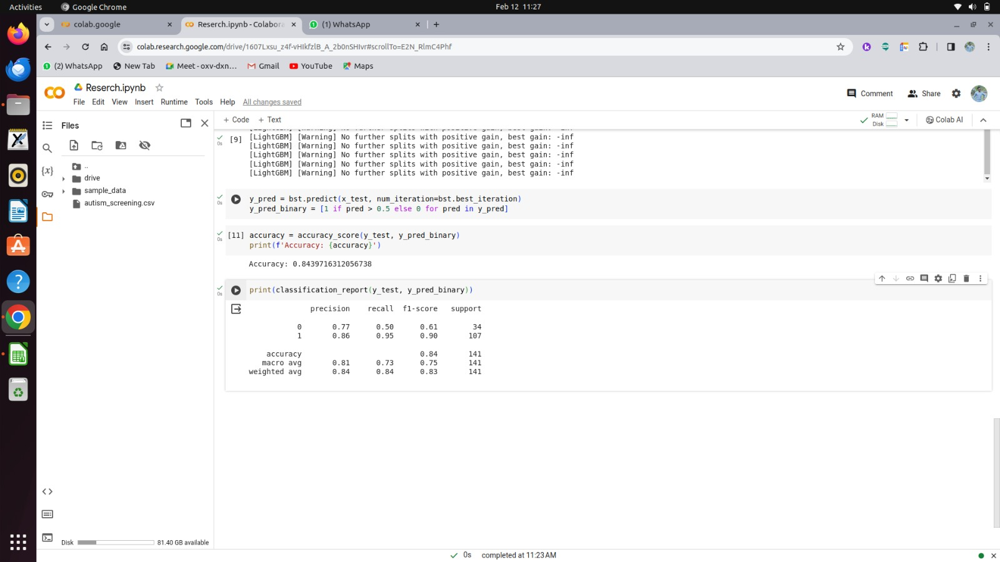 Activities Google Chrome Feb 12 11:27
colab.google Reserch.ipynb - Colabora (1) WhatsApp
colab.research.google.com/drive/1607Lxsu_z4f-vHIkfzlB_A_2b0nSHIvr#scrollTo=E2N_RlmC4Phf
(2) WhatsApp New Tab Meet - oxv-dxn... Gmail YouTube Maps
CO Reserch.ipynb Comment Share
File Edit View Insert Runtime Tools Help All changes saved
Files + Code + Text RAM Disk Colab AI
[9] [LightGBM] [Warning] No further splits with positive gain, best gain: -inf
[LightGBM] [Warning] No further splits with positive gain, best gain: -inf
[LightGBM] [Warning] No further splits with positive gain, best gain: -inf
[LightGBM] [Warning] No further splits with positive gain, best gain: -inf
[LightGBM] [Warning] No further splits with positive gain, best gain: -inf
0s
{x}
..
drive
sample_data
autism_screening.csv
0s
y_pred = bst.predict(x_test, num_iteration=bst.best_iteration)
y_pred_binary = [1 if pred > 0.5 else 0 for pred in y_pred]
0s
[11] accuracy = accuracy_score(y_test, y_pred_binary)
print(f'Accuracy: {accuracy}')
Accuracy: 0.8439716312056738
0s
print(classification_report(y_test, y_pred_binary))
precision recall f1-score support
0 0.77 0.50 0.61 34
1 0.86 0.95 0.90 107
accuracy 0.84 141
macro avg 0.81 0.73 0.75 141
weighted avg 0.84 0.84 0.83 141
Disk 81.40 GB available
0s completed at 11:23 AM